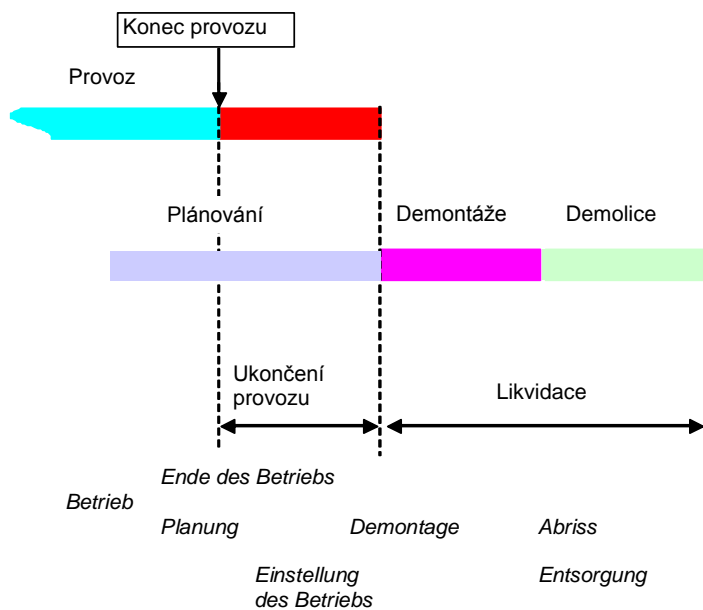 Konec provozu
Provoz
Plánování
Demontáže
Demolice
Ukončení
provozu
Likvidace
Ende des Betriebs
Betrieb
Planung
Demontage
Abriss
Einstellung
des Betriebs
Entsorgung